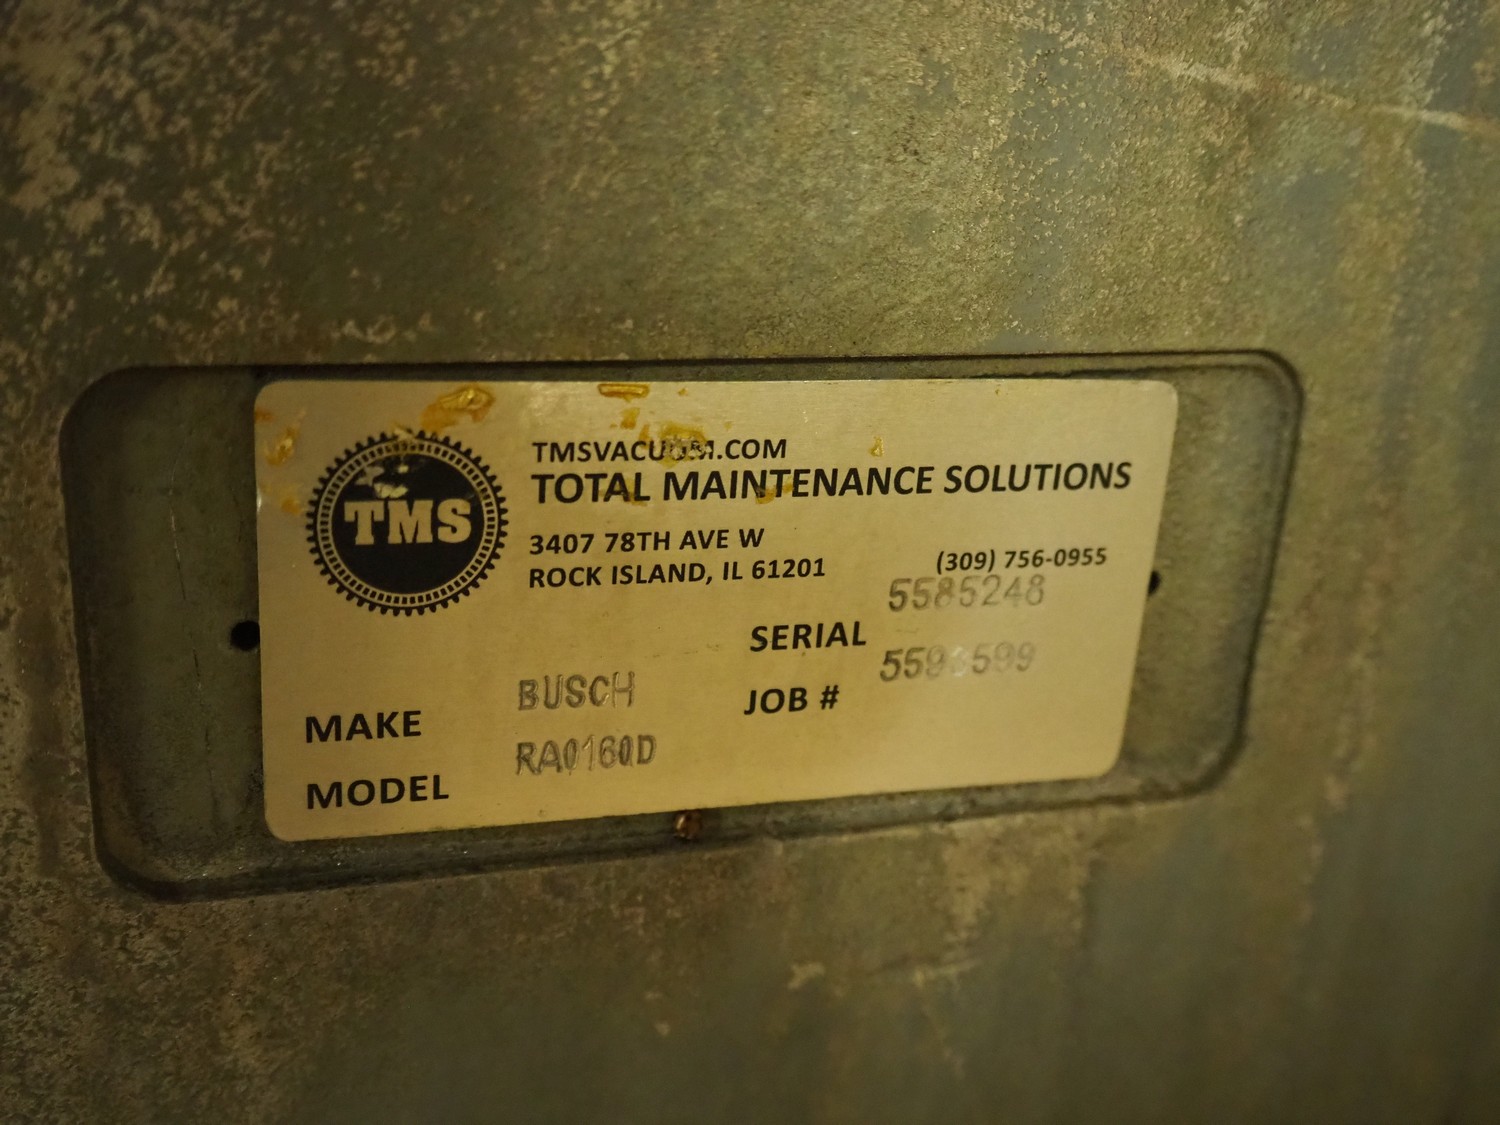 TMS
TMSVACUUM.COM
TOTAL MAINTENANCE SOLUTIONS
3407 78TH AVE W
ROCK ISLAND, IL 61201
(309) 756-0955
SERIAL 5585248
JOB #
MAKE BUSCH
MODEL RA0160D